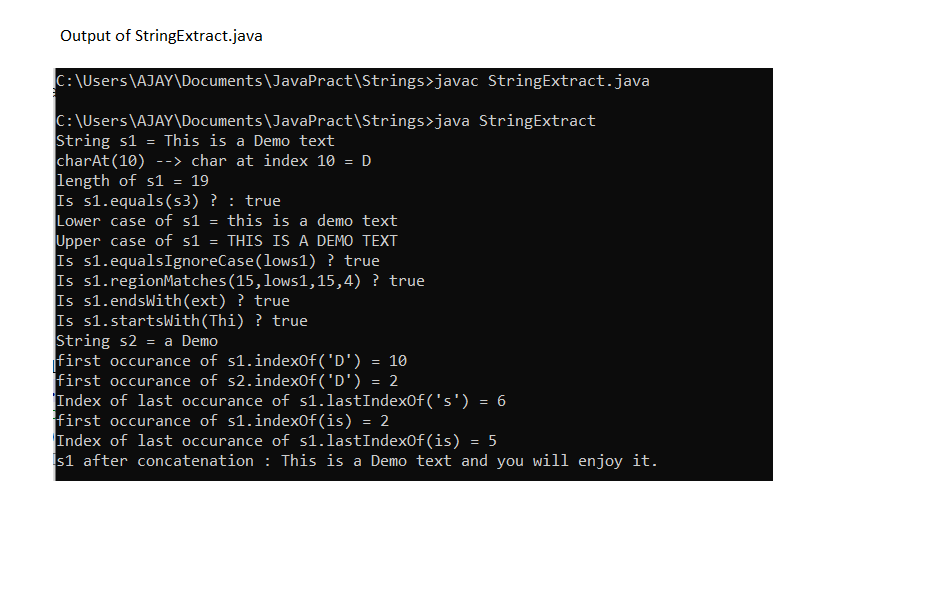 Output of StringExtract.java
C:\Users\AJAY\Documents\JavaPract\Strings>javac StringExtract.java
C:\Users\AJAY\Documents\JavaPract\Strings>java StringExtract
String s1 = This is a Demo text
charAt(10) --> char at index 10 = D
length of s1 = 19
Is s1.equals(s3) ? : true
Lower case of s1 = this is a demo text
Upper case of s1 = THIS IS A DEMO TEXT
Is s1.equalsIgnoreCase(lows1) ? true
Is s1.regionMatches(15,lows1,15,4) ? true
Is s1.endsWith(ext) ? true
Is s1.startsWith(Thi) ? true
String s2 = a Demo
first occurance of s1.indexOf('D') = 10
first occurance of s2.indexOf('D') = 2
Index of last occurance of s1.lastIndexOf('s') = 6
first occurance of s1.indexOf(is) = 2
Index of last occurance of s1.lastIndexOf(is) = 5
s1 after concatenation : This is a Demo text and you will enjoy it.